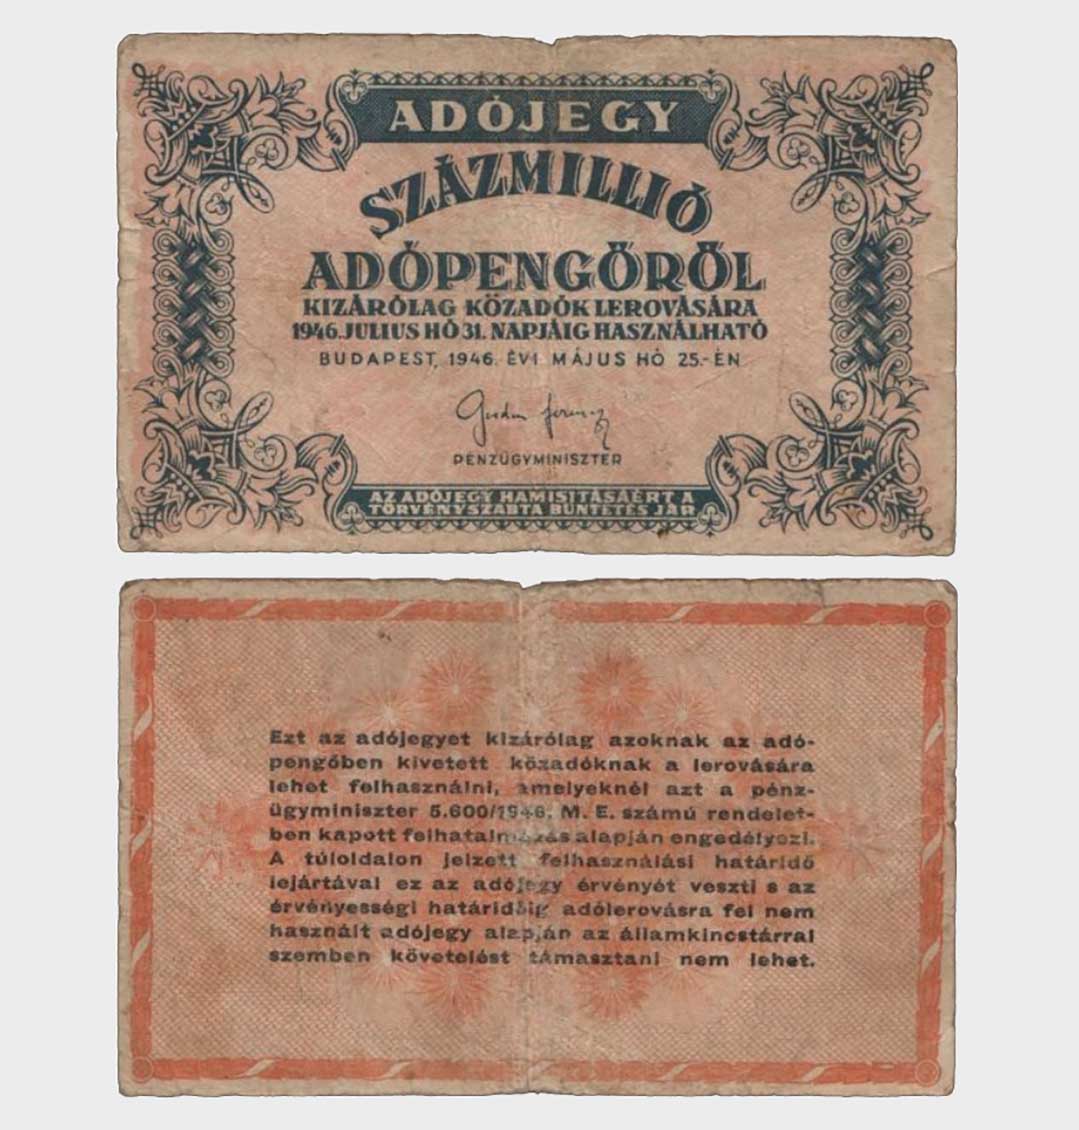 ADÓJEGY
SZÁZMILLIÓ
ADÓPENGŐRŐL
KIZÁRÓLAG KÖZADÓK LEROVÁSÁRA
1946. JULIUS HÓ 31. NAPJÁIG HASZNÁLHATÓ
BUDAPEST, 1946. ÉVI MÁJUS HÓ 25.-ÉN
Gordon Ferenc
PÉNZÜGYMINISZTER
AZ ADÓJEGY HAMISITÁSÁÉRT A
TÖRVÉNYSZABTA BÜNTETÉS JÁR
Ezt az adójegyet kizárólag azoknak az adó-
pengőben kivetett közadóknak a lerovására
lehet felhasználni, amelyeknél azt a pénz-
ügyminiszter 5.600/1946. M. E. számú rendelet-
ben kapott felhatalmazás alapján engedélyezi.
A túloldalon jelzett felhasználási határidő
lejártával ez az adójegy érvényét veszti s az
érvényességi határidőig adólerovásra fel nem
használt adójegy alapján az államkincstárral
szemben követelést támasztani nem lehet.